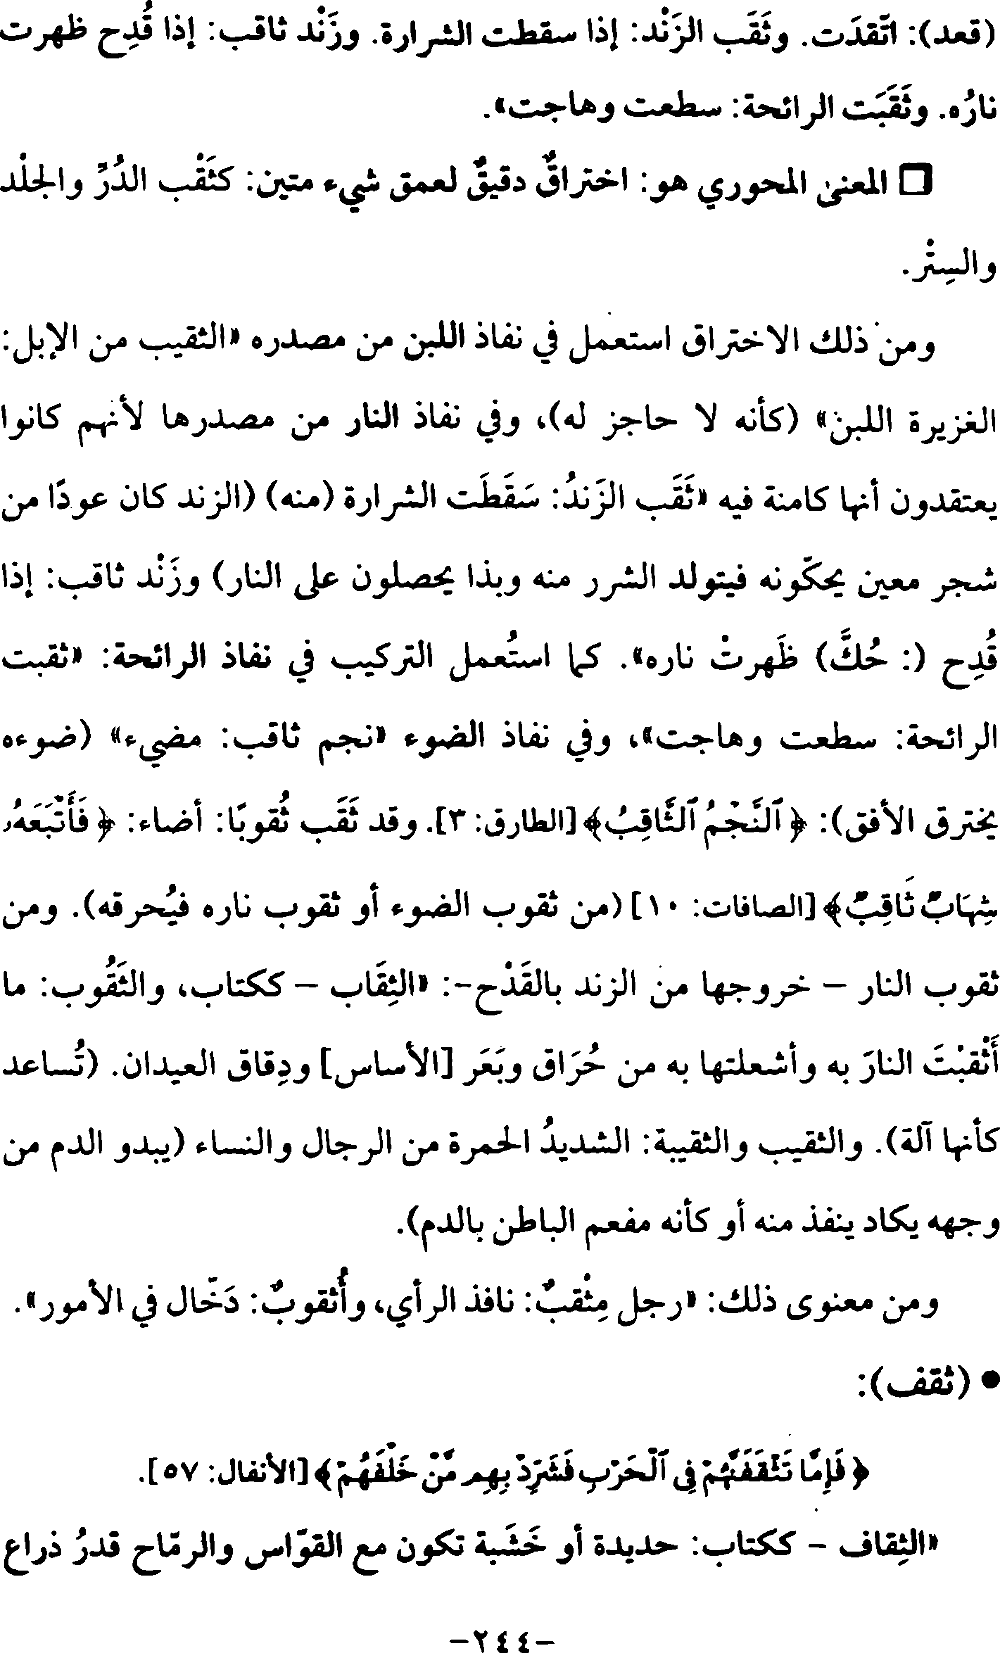 (قعد): اتّقدَت. وثَقَب الزَنْد: إذا سقطت الشرارة. وزَنْد ثاقب: إذا قُدِح ظهرت
نارُه. وثَقَبَت الرائحة: سطعت وهاجت».
□ المعنى المحوري هو: اختراقٌ دقيقٌ لعمق شيء متين: كثَقْب الدُرِّ والجلْد
والسِتْر.
ومن ذلك الاختراق استعمل في نفاذ اللبن من مصدره «الثقيب من الإبل:
الغزيرة اللبن» (كأنه لا حاجز له)، وفي نفاذ النار من مصدرها لأنهم كانوا
يعتقدون أنها كامنة فيه «ثَقَب الزَندُ: سَقَطَت الشرارة (منه) (الزند كان عودًا من
شجر معين يحكّونه فيتولد الشرر منه وبذا يحصلون على النار) وزَنْد ثاقب: إذا
قُدِح (: حُكَّ) ظَهرتْ ناره». كما استُعمل التركيب في نفاذ الرائحة: «ثقبت
الرائحة: سطعت وهاجت»، وفي نفاذ الضوء «نجم ثاقب: مضيء» (ضوءه
يخترق الأفق): ﴿ ٱلنَّجْمُ ٱلثَّاقِبُ﴾ [الطارق: ٣]. وقد ثَقَب ثُقوبًا: أضاء: ﴿ فَأَتْبَعَهُۥ
شِهَابٌ ثَاقِبٌ﴾ [الصافات: ١٠] (من ثقوب الضوء أو ثقوب ناره فيُحرقه). ومن
ثقوب النار – خروجها من الزند بالقَدْح-: «الثِقَاب – ككتاب، والثَقُوب: ما
أَثْقَبْتَ النارَ به وأشعلتها به من حُرَاق وبَعَر [الأساس] ودِقاق العيدان. (تُساعد
كأنها آلة). والثقيب والثقيبة: الشديدُ الحمرة من الرجال والنساء (يبدو الدم من
وجهه يكاد ينفذ منه أو كأنه مفعم الباطن بالدم).
ومن معنوى ذلك: «رجل مِثْقبٌ: نافذ الرأي، وأُثقوبٌ: دَخّال في الأمور».
● (ثقف):
﴿ فَإِمَّا تَثْقَفَنَّهُمْ فِى ٱلْحَرْبِ فَشَرِّدْ بِهِم مَّنْ خَلْفَهُمْ ﴾ [الأنفال: ٥٧].
«الثِقاف – ككتاب: حديدة أو خَشَبة تكون مع القوّاس والرمّاح قدرُ ذراع
-٢٤٤-